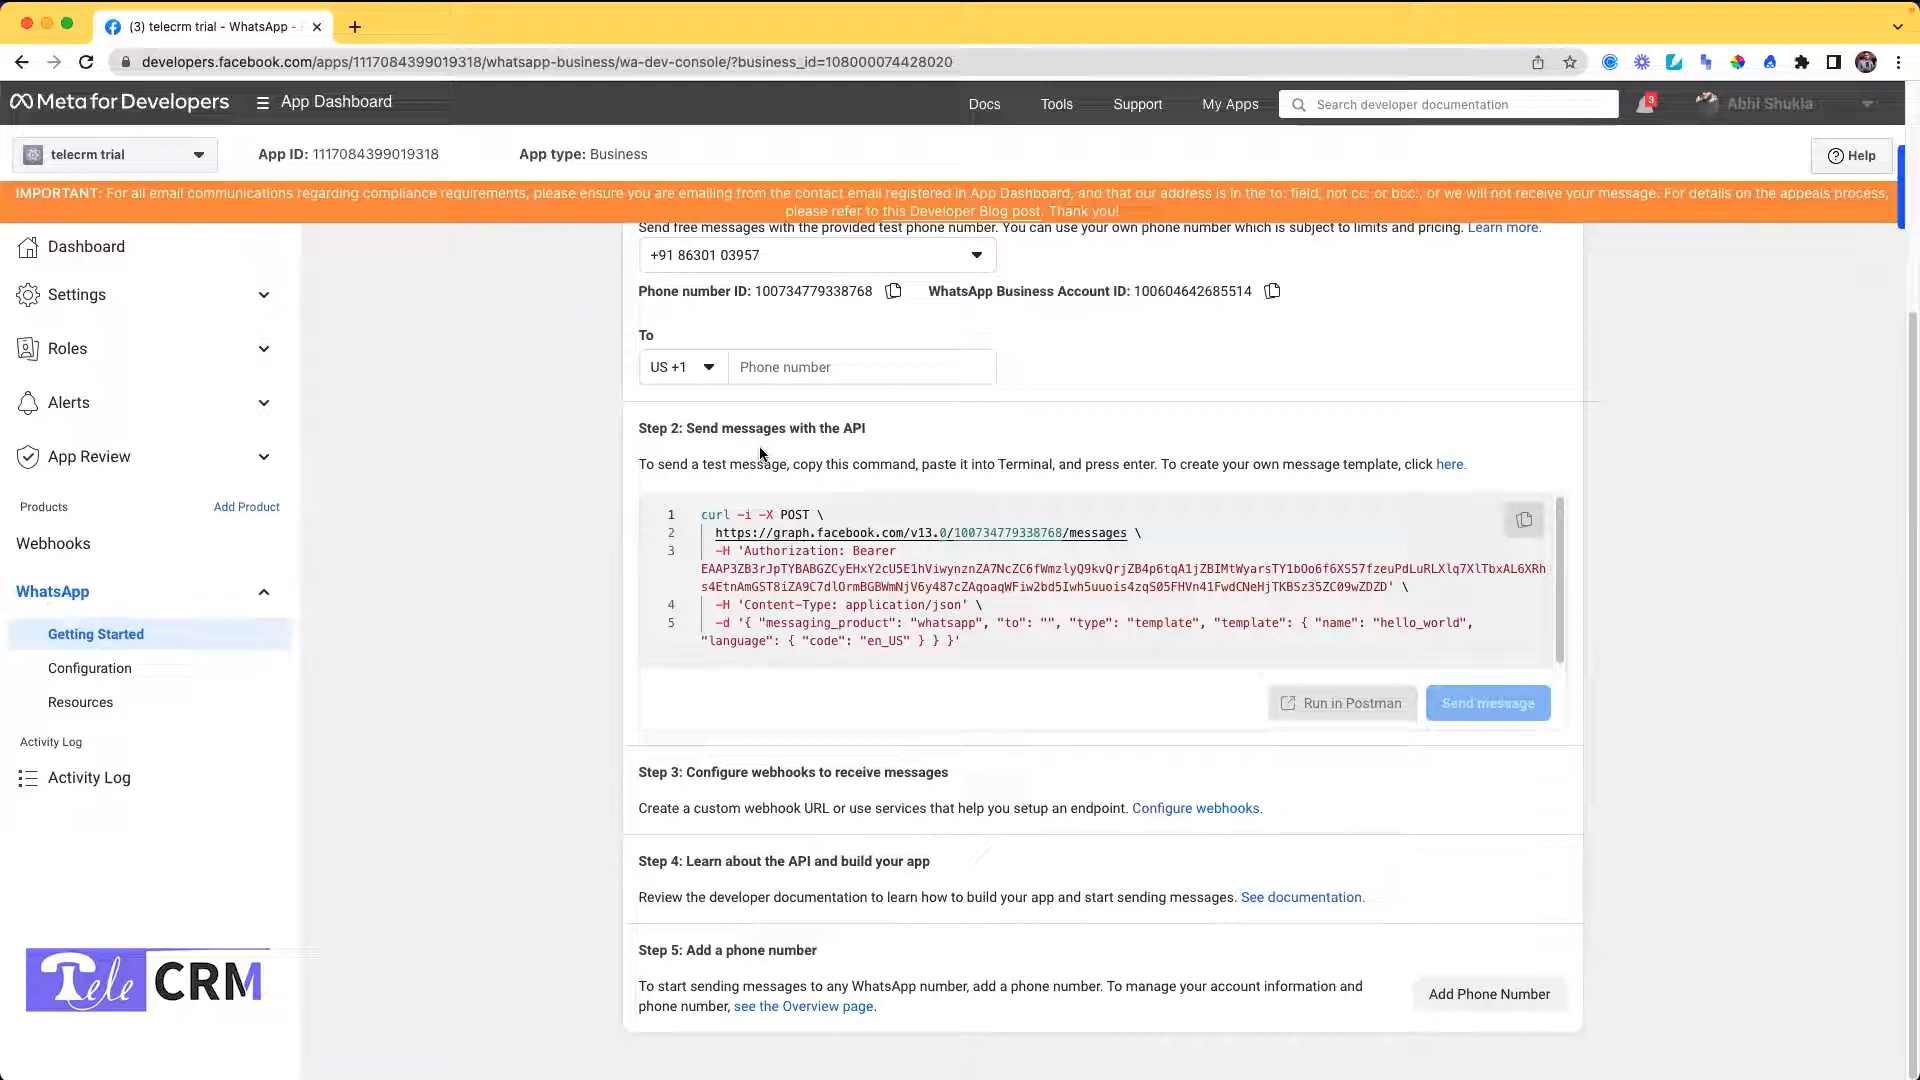 (3) telecrm trial - WhatsApp -
developers.facebook.com/apps/1117084399019318/whatsapp-business/wa-dev-console/?business_id=108000074428020
Meta for Developers
App Dashboard
Docs
Tools
Support
My Apps
Search developer documentation
3
Abhi Shukla
telecrm trial
App ID: 1117084399019318
App type: Business
Help
IMPORTANT: For all email communications regarding compliance requirements, please ensure you are emailing from the contact email registered in App Dashboard, and that our address is in the to: field, not cc: or bcc:, or we will not receive your message. For details on the appeals process,
please refer to this Developer Blog post. Thank you!
Dashboard
Settings
Roles
Alerts
App Review
Products
Add Product
Webhooks
WhatsApp
Getting Started
Configuration
Resources
Activity Log
Activity Log
Tele CRM
Send free messages with the provided test phone number. You can use your own phone number which is subject to limits and pricing. Learn more.
+91 86301 03957
Phone number ID: 100734779338768
WhatsApp Business Account ID: 100604642685514
To
US +1
Phone number
Step 2: Send messages with the API
To send a test message, copy this command, paste it into Terminal, and press enter. To create your own message template, click here.
1 curl -i -X POST \
2 https://graph.facebook.com/v13.0/100734779338768/messages \
3 -H 'Authorization: Bearer
EAAP3ZB3rJpTYBABGZCyEHxY2cU5E1hViwynznZA7NcZC6fWmzlyQ9kvQrjZB4p6tqA1jZBIMtWyarsTY1bOo6f6XS57fzeuPdLuRLXlq7XlTbxAL6XRh
s4EtnAmGST8iZA9C7dlOrmBGBWmNjV6y487cZAqoaqWFiw2bd5Iwh5uuois4zqS05FHVn41FwdCNeHjTKBSz35ZC09wZDZD' \
4 -H 'Content-Type: application/json' \
5 -d '{ "messaging_product": "whatsapp", "to": "", "type": "template", "template": { "name": "hello_world",
"language": { "code": "en_US" } } }'
Run in Postman
Send message
Step 3: Configure webhooks to receive messages
Create a custom webhook URL or use services that help you setup an endpoint. Configure webhooks.
Step 4: Learn about the API and build your app
Review the developer documentation to learn how to build your app and start sending messages. See documentation.
Step 5: Add a phone number
To start sending messages to any WhatsApp number, add a phone number. To manage your account information and
phone number, see the Overview page.
Add Phone Number